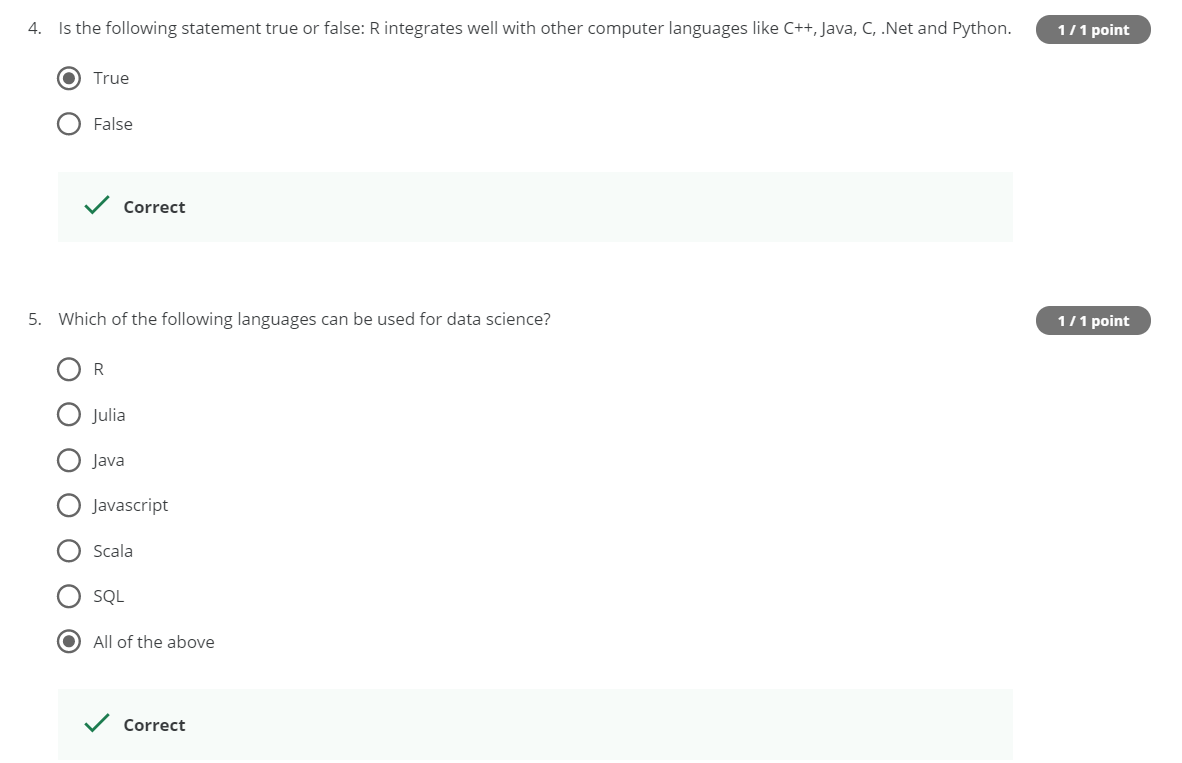 4. Is the following statement true or false: R integrates well with other computer languages like C++, Java, C, .Net and Python. 1 / 1 point
True
False
Correct
5. Which of the following languages can be used for data science? 1 / 1 point
R
Julia
Java
Javascript
Scala
SQL
All of the above
Correct